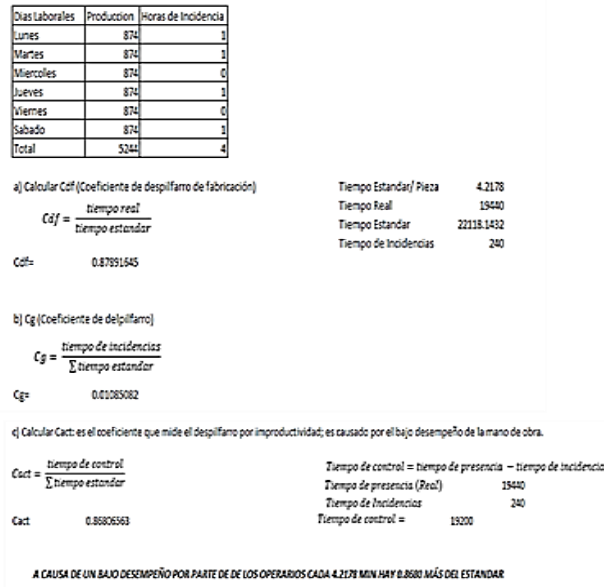 Dias Laborales Produccion Horas de Incidencia
Lunes 874 1
Martes 874 1
Miercoles 874 0
Jueves 874 1
Viernes 874 0
Sabado 874 1
Total 5244 4
a) Calcular Cdf (Coeficiente de despilfarro de fabricación)
Cdf = tiempo real / tiempo estandar
Cdf= 0.87891645
Tiempo Estandar/ Pieza 4.2178
Tiempo Real 19440
Tiempo Estandar 22118.1432
Tiempo de Incidencias 240
b) Cg (Coeficiente de delpilfarro)
Cg = tiempo de incidencias / ∑ tiempo estandar
Cg= 0.01085082
c) Calcular Cact: es el coeficiente que mide el despilfarro por improductividad; es causado por el bajo desempeño de la mano de obra.
Cact = tiempo de control / ∑ tiempo estandar
Cact 0.86806563
Tiempo de control = tiempo de presencia − tiempo de incidencia
Tiempo de presencia (Real) 19440
Tiempo de Incidencias 240
Tiempo de control = 19200
A CAUSA DE UN BAJO DESEMPEÑO POR PARTE DE DE LOS OPERARIOS CADA 4.2178 MIN HAY 0.8680 MÁS DEL ESTANDAR